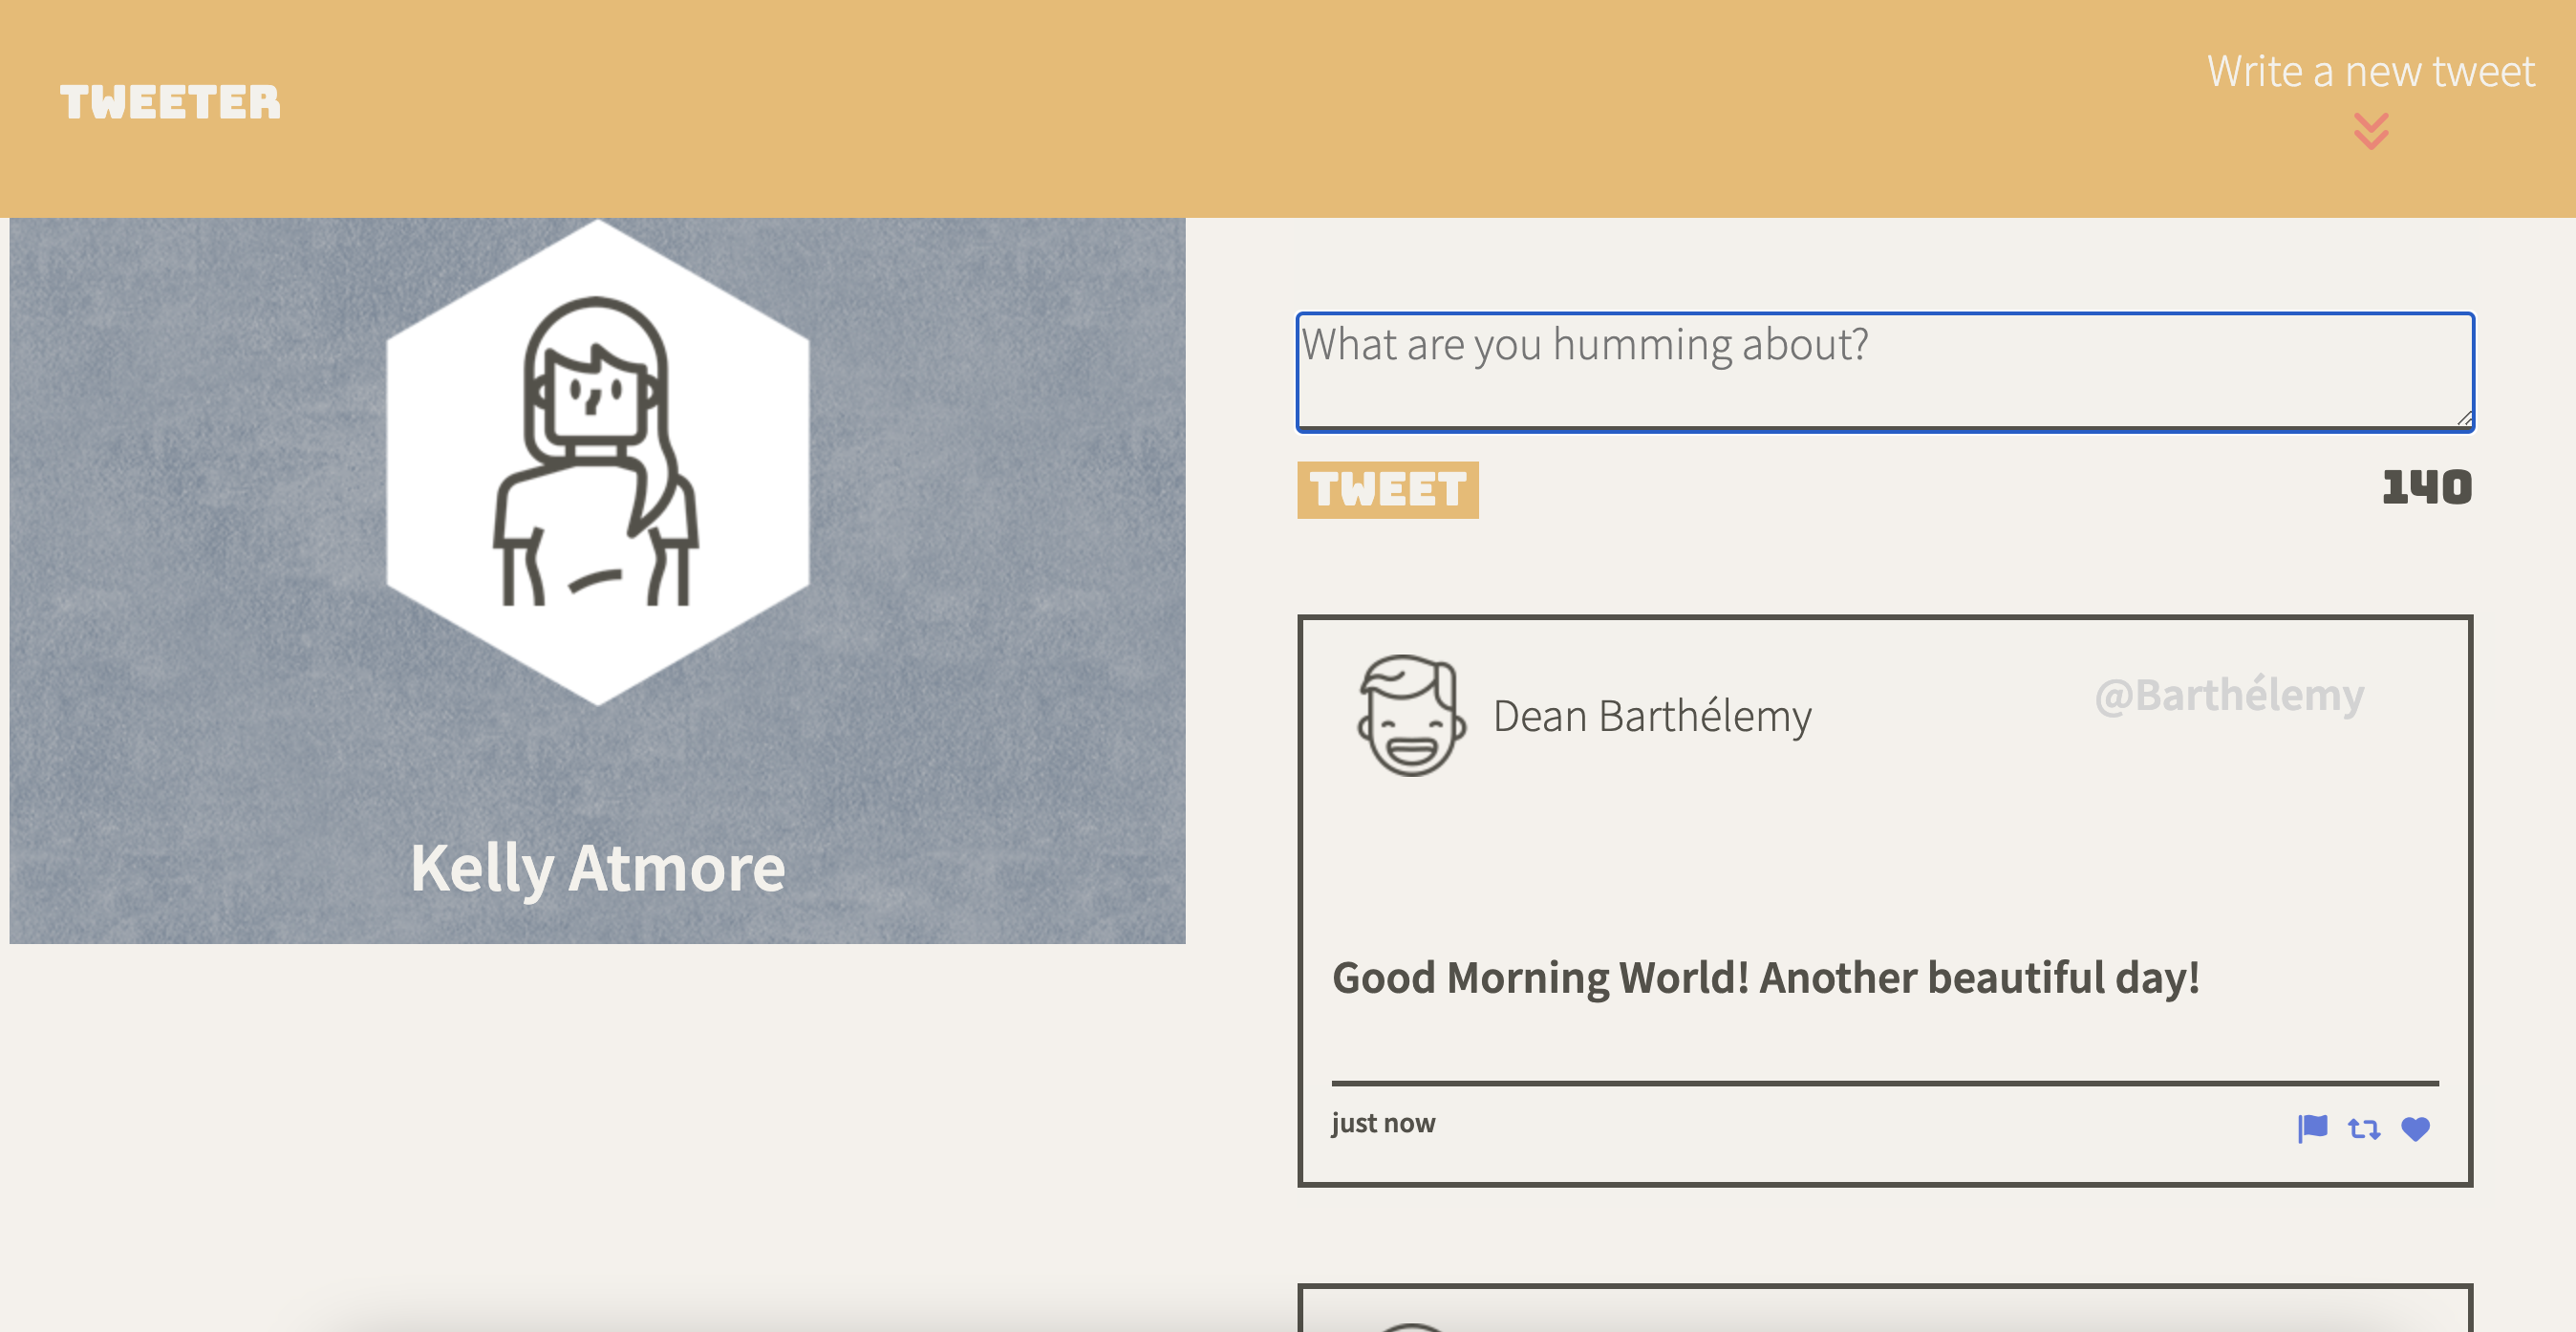 TWEETER
Write a new tweet
Kelly Atmore
What are you humming about?
TWEET
140
Dean Barthélemy
@Barthélemy
Good Morning World! Another beautiful day!
just now